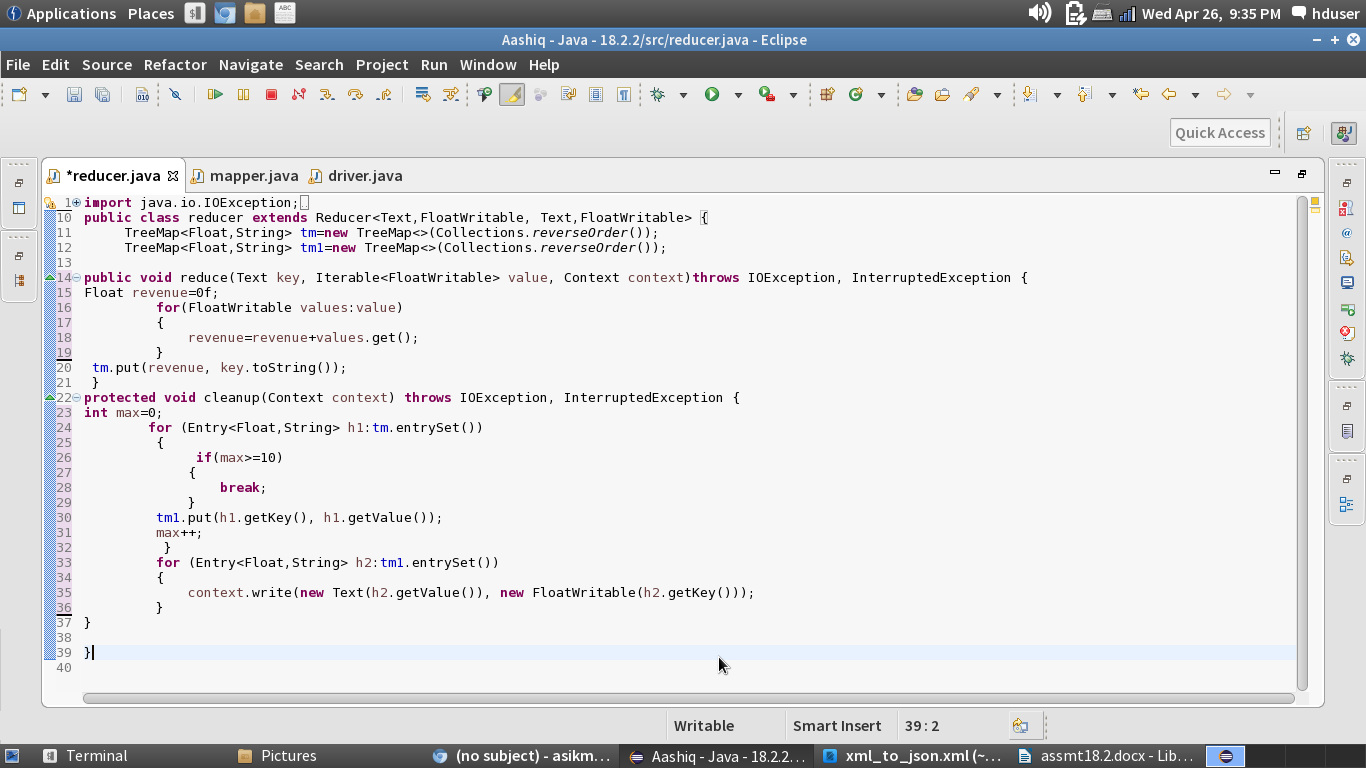 Applications Places ABC Wed Apr 26, 9:35 PM hduser
Aashiq - Java - 18.2.2/src/reducer.java - Eclipse
File Edit Source Refactor Navigate Search Project Run Window Help
Quick Access
*reducer.java mapper.java driver.java
1 import java.io.IOException;
10 public class reducer extends Reducer<Text,FloatWritable, Text,FloatWritable> {
11 TreeMap<Float,String> tm=new TreeMap<>(Collections.reverseOrder());
12 TreeMap<Float,String> tm1=new TreeMap<>(Collections.reverseOrder());
13
14 public void reduce(Text key, Iterable<FloatWritable> value, Context context)throws IOException, InterruptedException {
15 Float revenue=0f;
16 for(FloatWritable values:value)
17 {
18 revenue=revenue+values.get();
19 }
20 tm.put(revenue, key.toString());
21 }
22 protected void cleanup(Context context) throws IOException, InterruptedException {
23 int max=0;
24 for (Entry<Float,String> h1:tm.entrySet())
25 {
26 if(max>=10)
27 {
28 break;
29 }
30 tm1.put(h1.getKey(), h1.getValue());
31 max++;
32 }
33 for (Entry<Float,String> h2:tm1.entrySet())
34 {
35 context.write(new Text(h2.getValue()), new FloatWritable(h2.getKey()));
36 }
37 }
38
39 }
40
Writable Smart Insert 39 : 2
Terminal Pictures (no subject) - asikm... Aashiq - Java - 18.2.2... xml_to_json.xml (~... assmt18.2.docx - Lib...